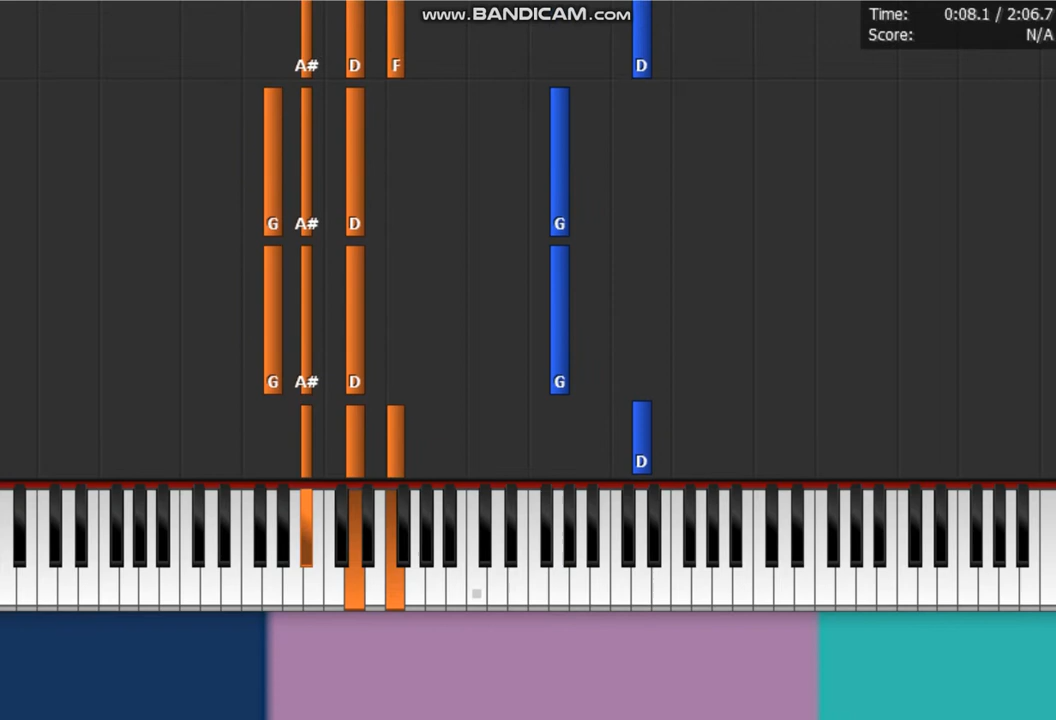 www.BANDICAM.com
Time: 0:08.1 / 2:06.7
Score: N/A
A# D F D
G A# D G
G A# D G
D